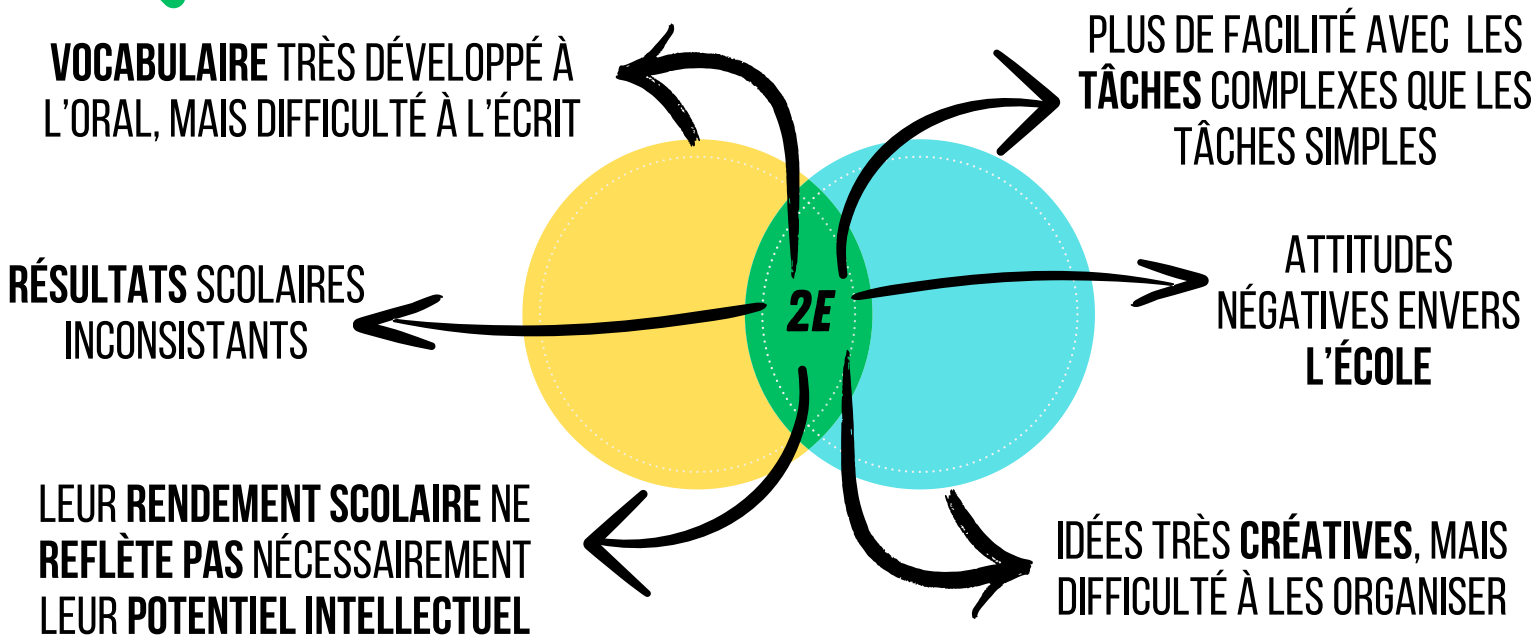 VOCABULAIRE TRÈS DÉVELOPPÉ À
L'ORAL, MAIS DIFFICULTÉ À L'ÉCRIT
PLUS DE FACILITÉ AVEC LES
TÂCHES COMPLEXES QUE LES
TÂCHES SIMPLES
RÉSULTATS SCOLAIRES
INCONSISTANTS
2E
ATTITUDES
NÉGATIVES ENVERS
L'ÉCOLE
LEUR RENDEMENT SCOLAIRE NE
REFLÈTE PAS NÉCESSAIREMENT
LEUR POTENTIEL INTELLECTUEL
IDÉES TRÈS CRÉATIVES, MAIS
DIFFICULTÉ À LES ORGANISER